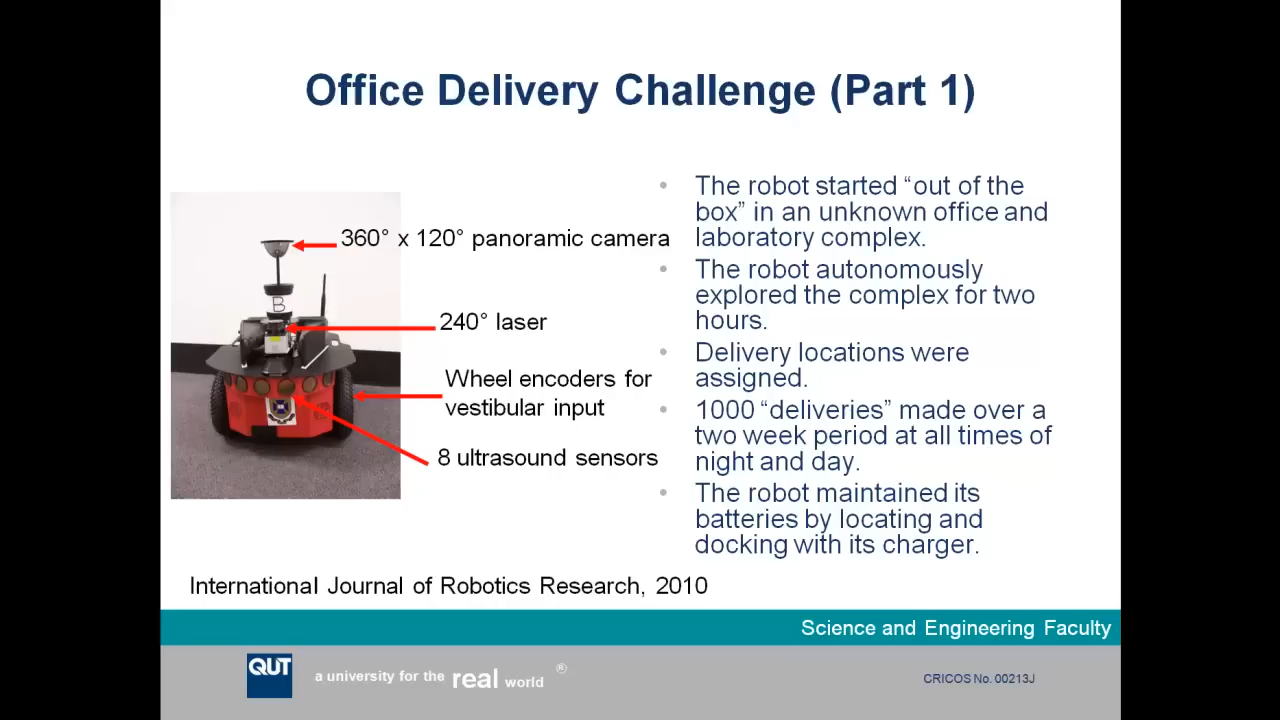 Office Delivery Challenge (Part 1)
360° x 120° panoramic camera
240° laser
Wheel encoders for
vestibular input
8 ultrasound sensors
B
• The robot started “out of the
box” in an unknown office and
laboratory complex.
• The robot autonomously
explored the complex for two
hours.
• Delivery locations were
assigned.
• 1000 “deliveries” made over a
two week period at all times of
night and day.
• The robot maintained its
batteries by locating and
docking with its charger.
International Journal of Robotics Research, 2010
Science and Engineering Faculty
QUT
a university for the real world ®
CRICOS No. 00213J